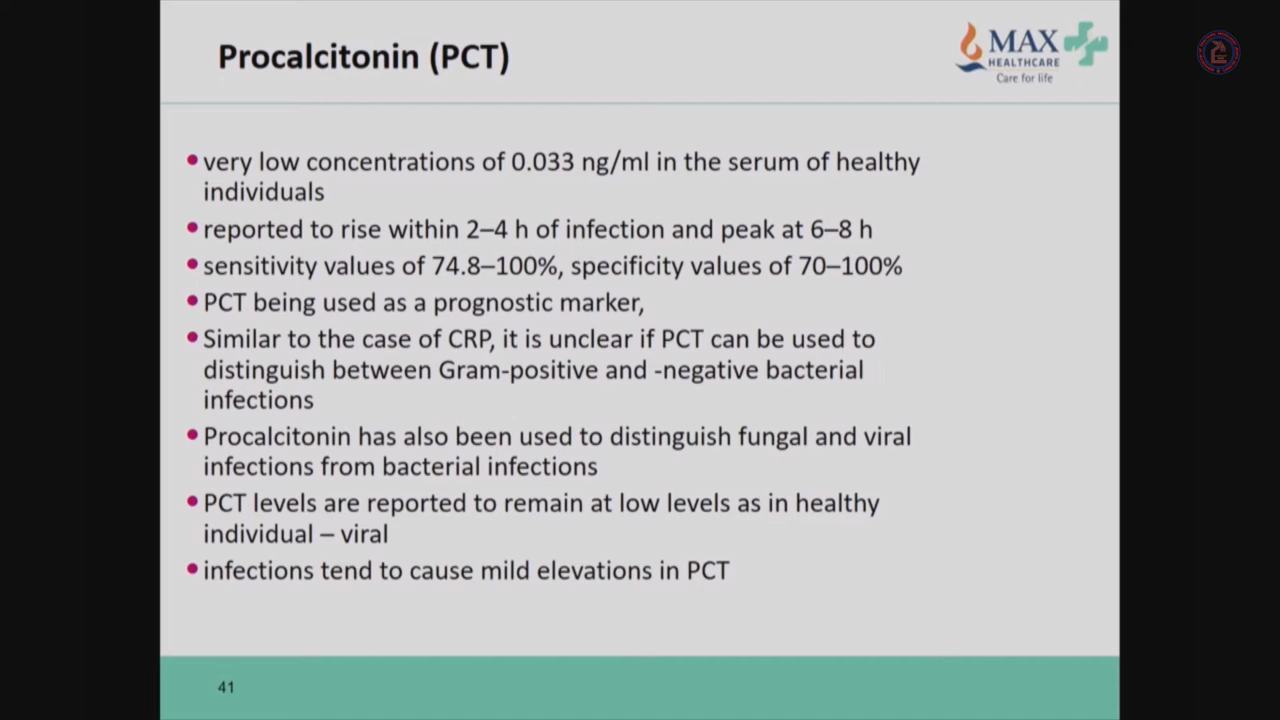 Procalcitonin (PCT)
MAX
HEALTHCARE
Care for life
•very low concentrations of 0.033 ng/ml in the serum of healthy
individuals
•reported to rise within 2–4 h of infection and peak at 6–8 h
•sensitivity values of 74.8–100%, specificity values of 70–100%
•PCT being used as a prognostic marker,
•Similar to the case of CRP, it is unclear if PCT can be used to
distinguish between Gram-positive and -negative bacterial
infections
•Procalcitonin has also been used to distinguish fungal and viral
infections from bacterial infections
•PCT levels are reported to remain at low levels as in healthy
individual – viral
•infections tend to cause mild elevations in PCT
41